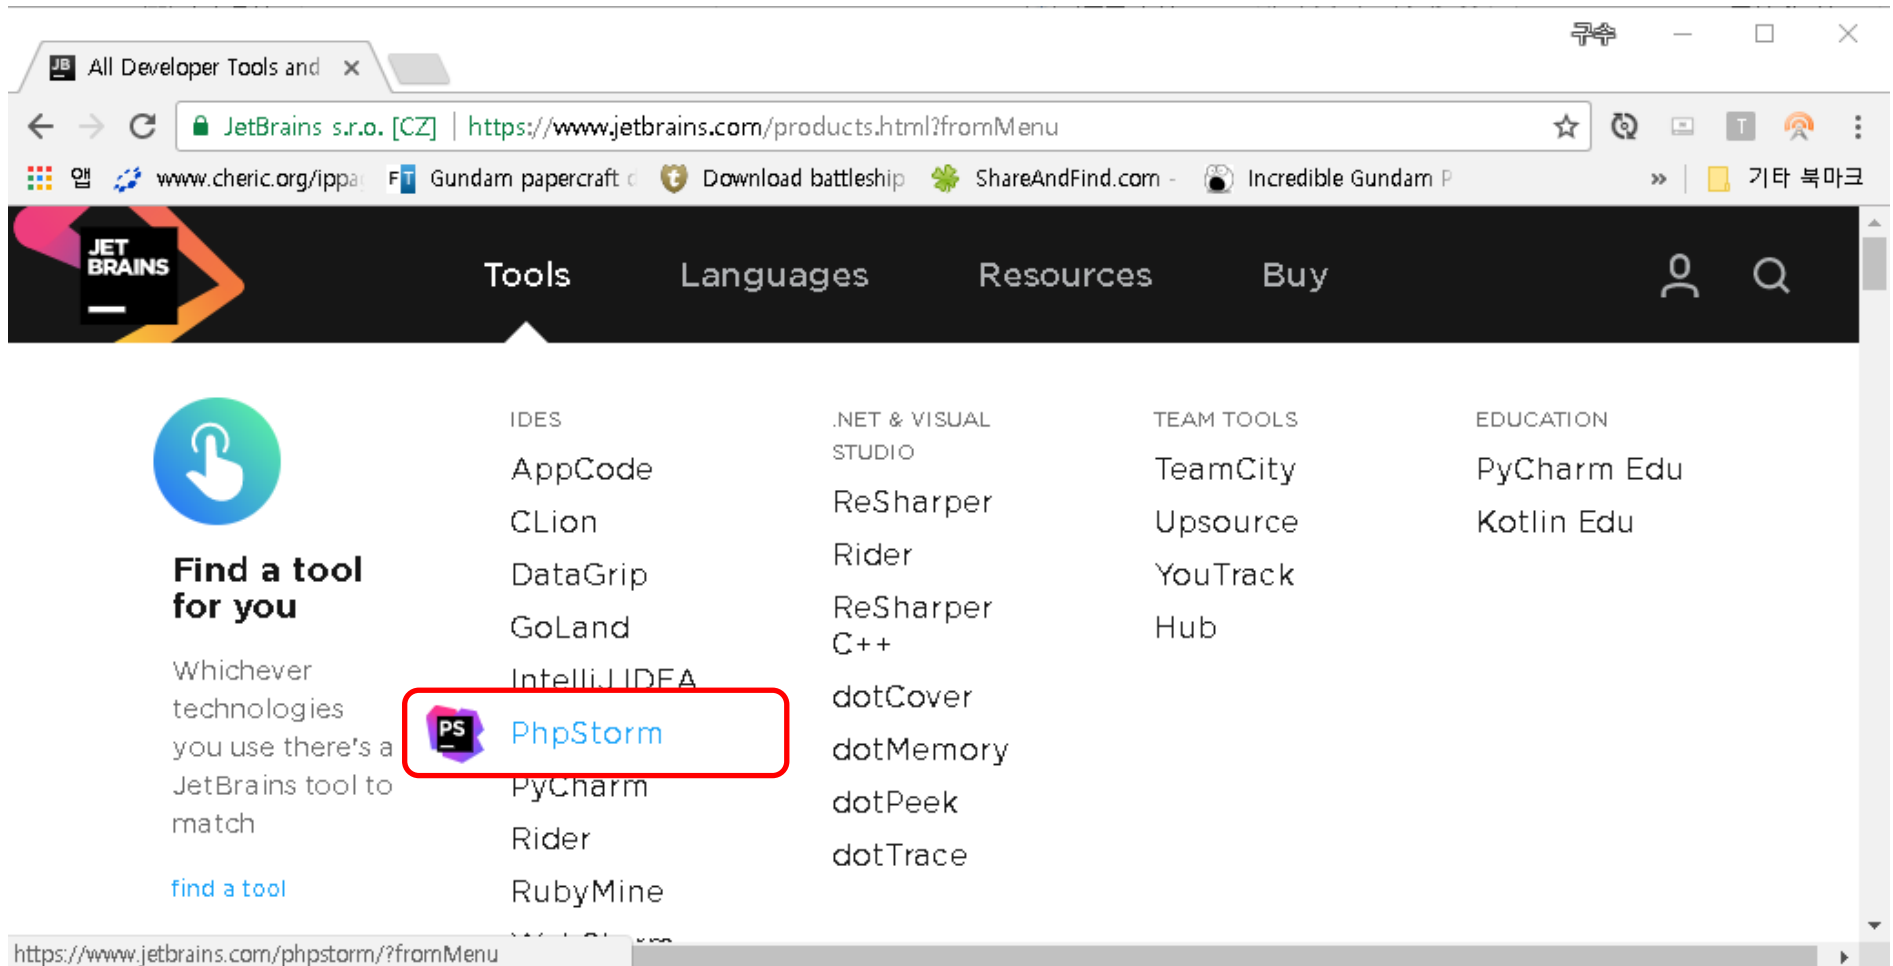 구수
JB
All Developer Tools and
JetBrains s.r.o. [CZ] https://www.jetbrains.com/products.html?fromMenu
T
앱
www.cheric.org/ippa
FT
Gundam papercraft
Download battleship
ShareAndFind.com -
Incredible Gundam P
»
기타 북마크
JET
BRAINS
Tools
Languages
Resources
Buy
Find a tool
for you
Whichever
technologies
you use there's a
JetBrains tool to
match
find a tool
IDES
AppCode
CLion
DataGrip
GoLand
IntelliJ IDEA
PS
PhpStorm
PyCharm
Rider
RubyMine
.NET & VISUAL
STUDIO
ReSharper
Rider
ReSharper
C++
dotCover
dotMemory
dotPeek
dotTrace
TEAM TOOLS
TeamCity
Upsource
YouTrack
Hub
EDUCATION
PyCharm Edu
Kotlin Edu
https://www.jetbrains.com/phpstorm/?fromMenu